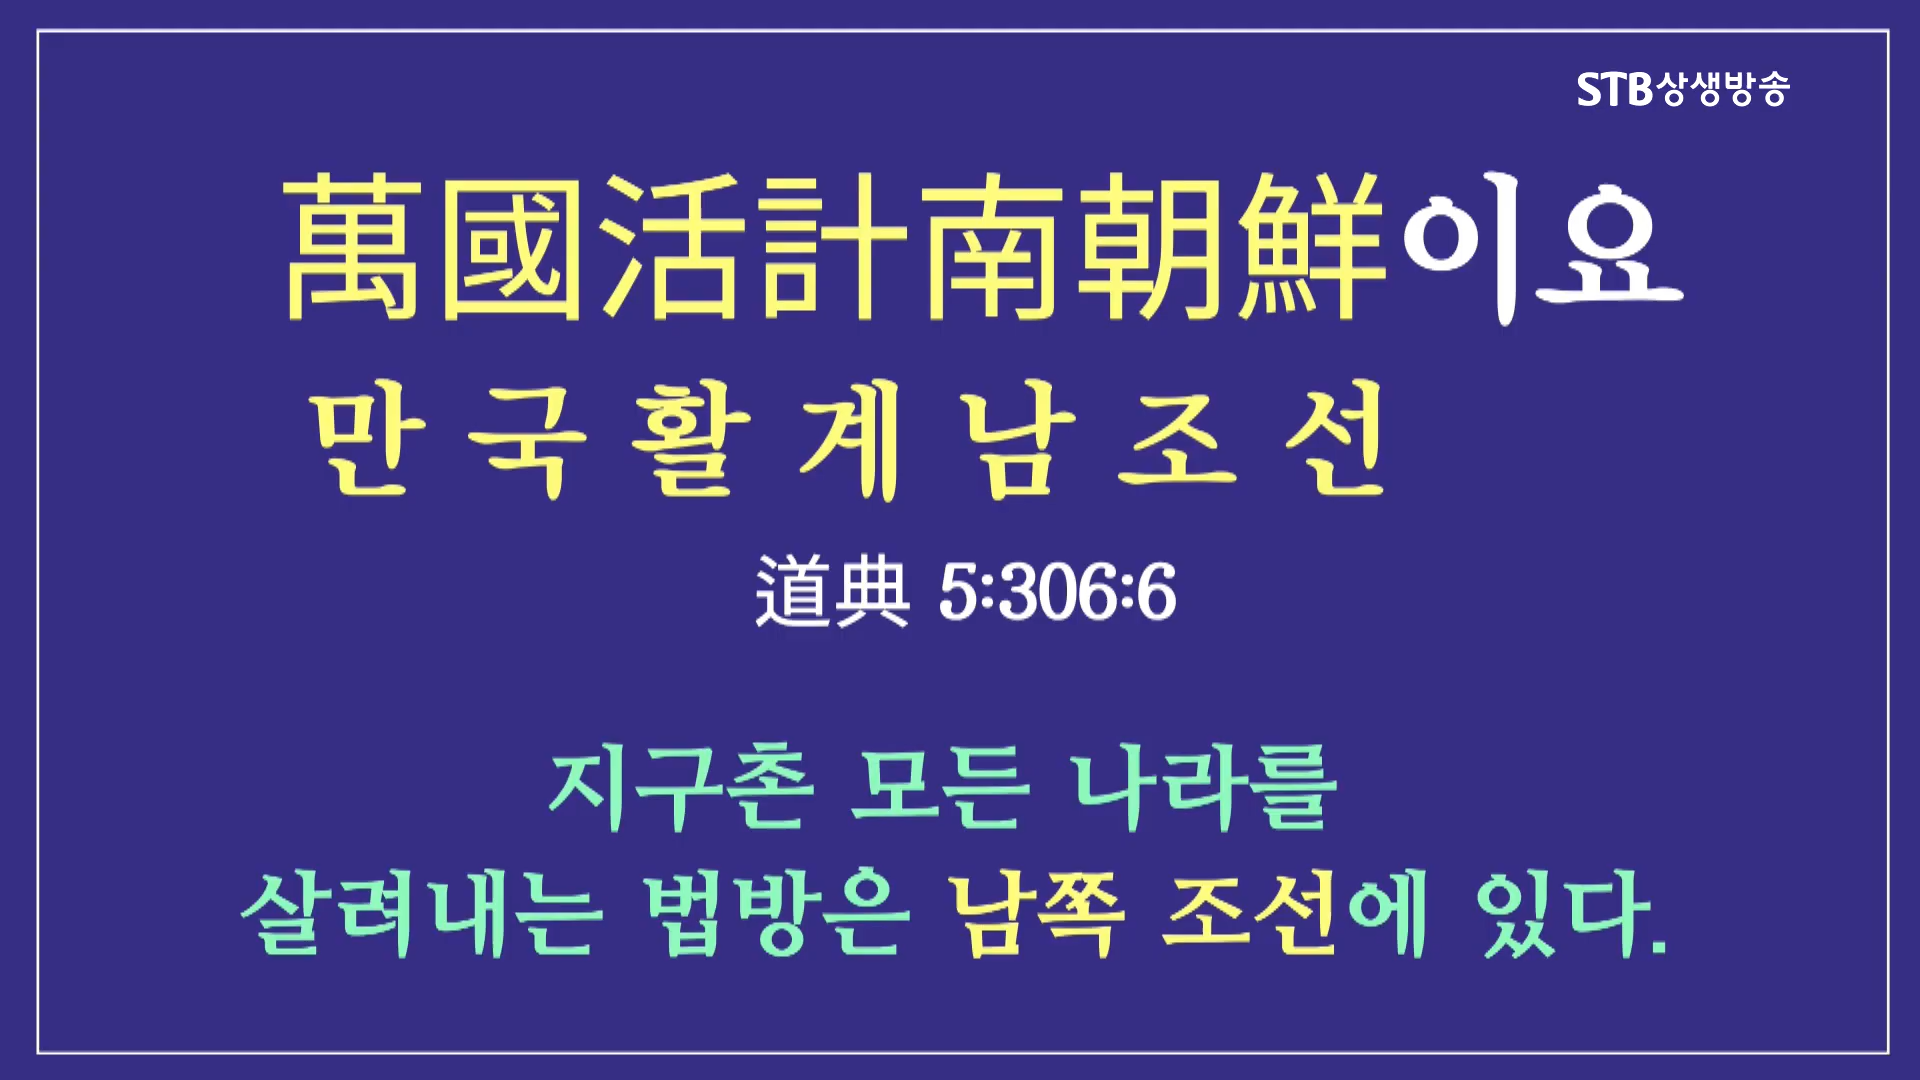 STB상생방송
萬國活計南朝鮮이요
만국활계남조선
道典 5:306:6
지구촌 모든 나라를
살려내는 법방은 남쪽 조선에 있다.